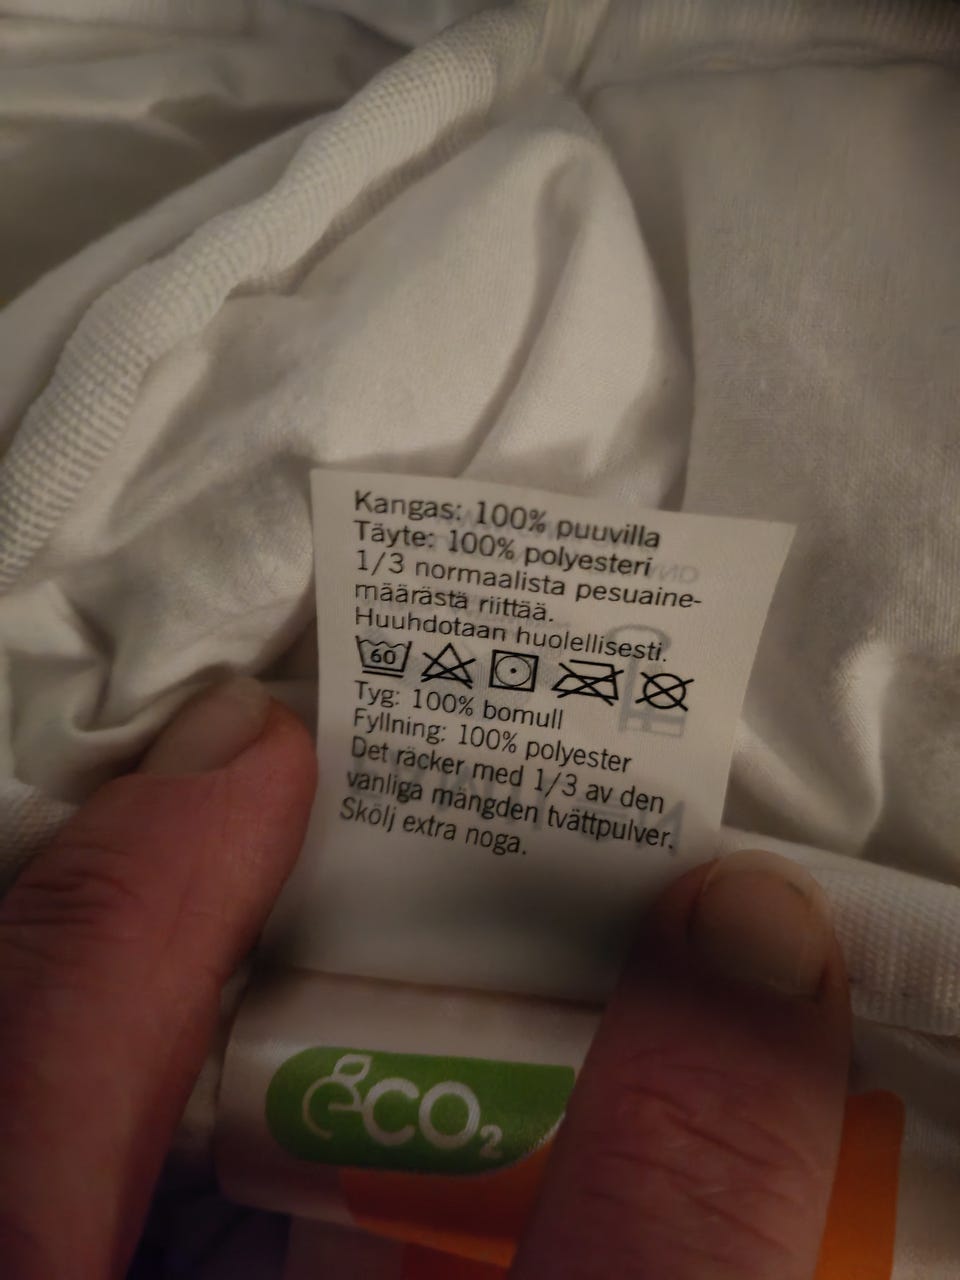 Kangas: 100% puuvilla
Täyte: 100% polyesteri
1/3 normaalista pesuaine-
määrästä riittää.
Huuhdotaan huolellisesti.
60
Tyg: 100% bomull
Fyllning: 100% polyester
Det räcker med 1/3 av den
vanliga mängden tvättpulver.
Skölj extra noga.
eCO2